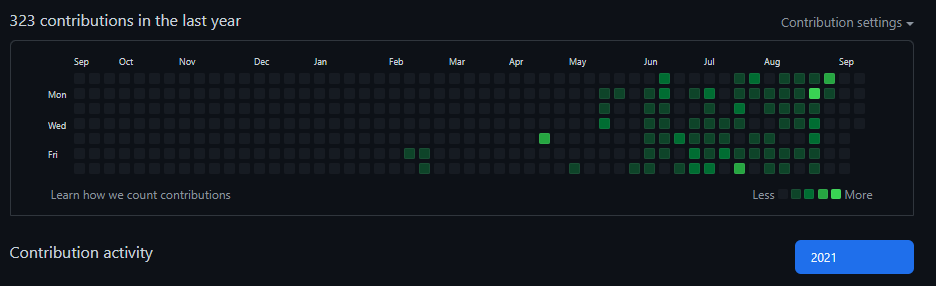 323 contributions in the last year
Contribution settings
Sep Oct Nov Dec Jan Feb Mar Apr May Jun Jul Aug Sep
Mon
Wed
Fri
Learn how we count contributions
Less More
Contribution activity
2021